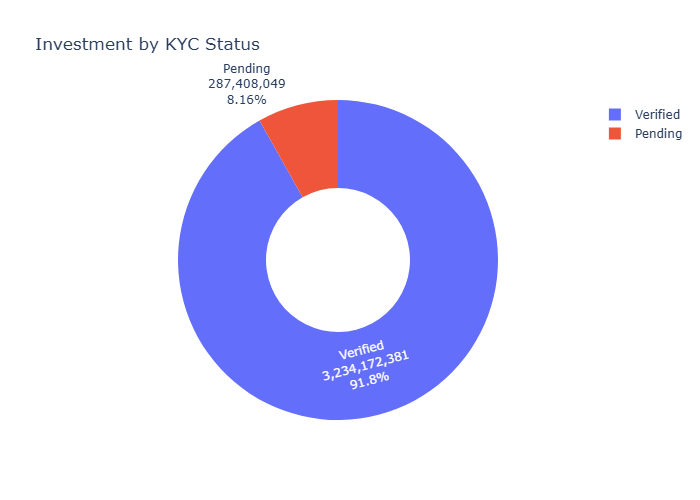 Investment by KYC Status
Pending
287,408,049
8.16%
Verified
Pending
Verified
3,234,172,381
91.8%